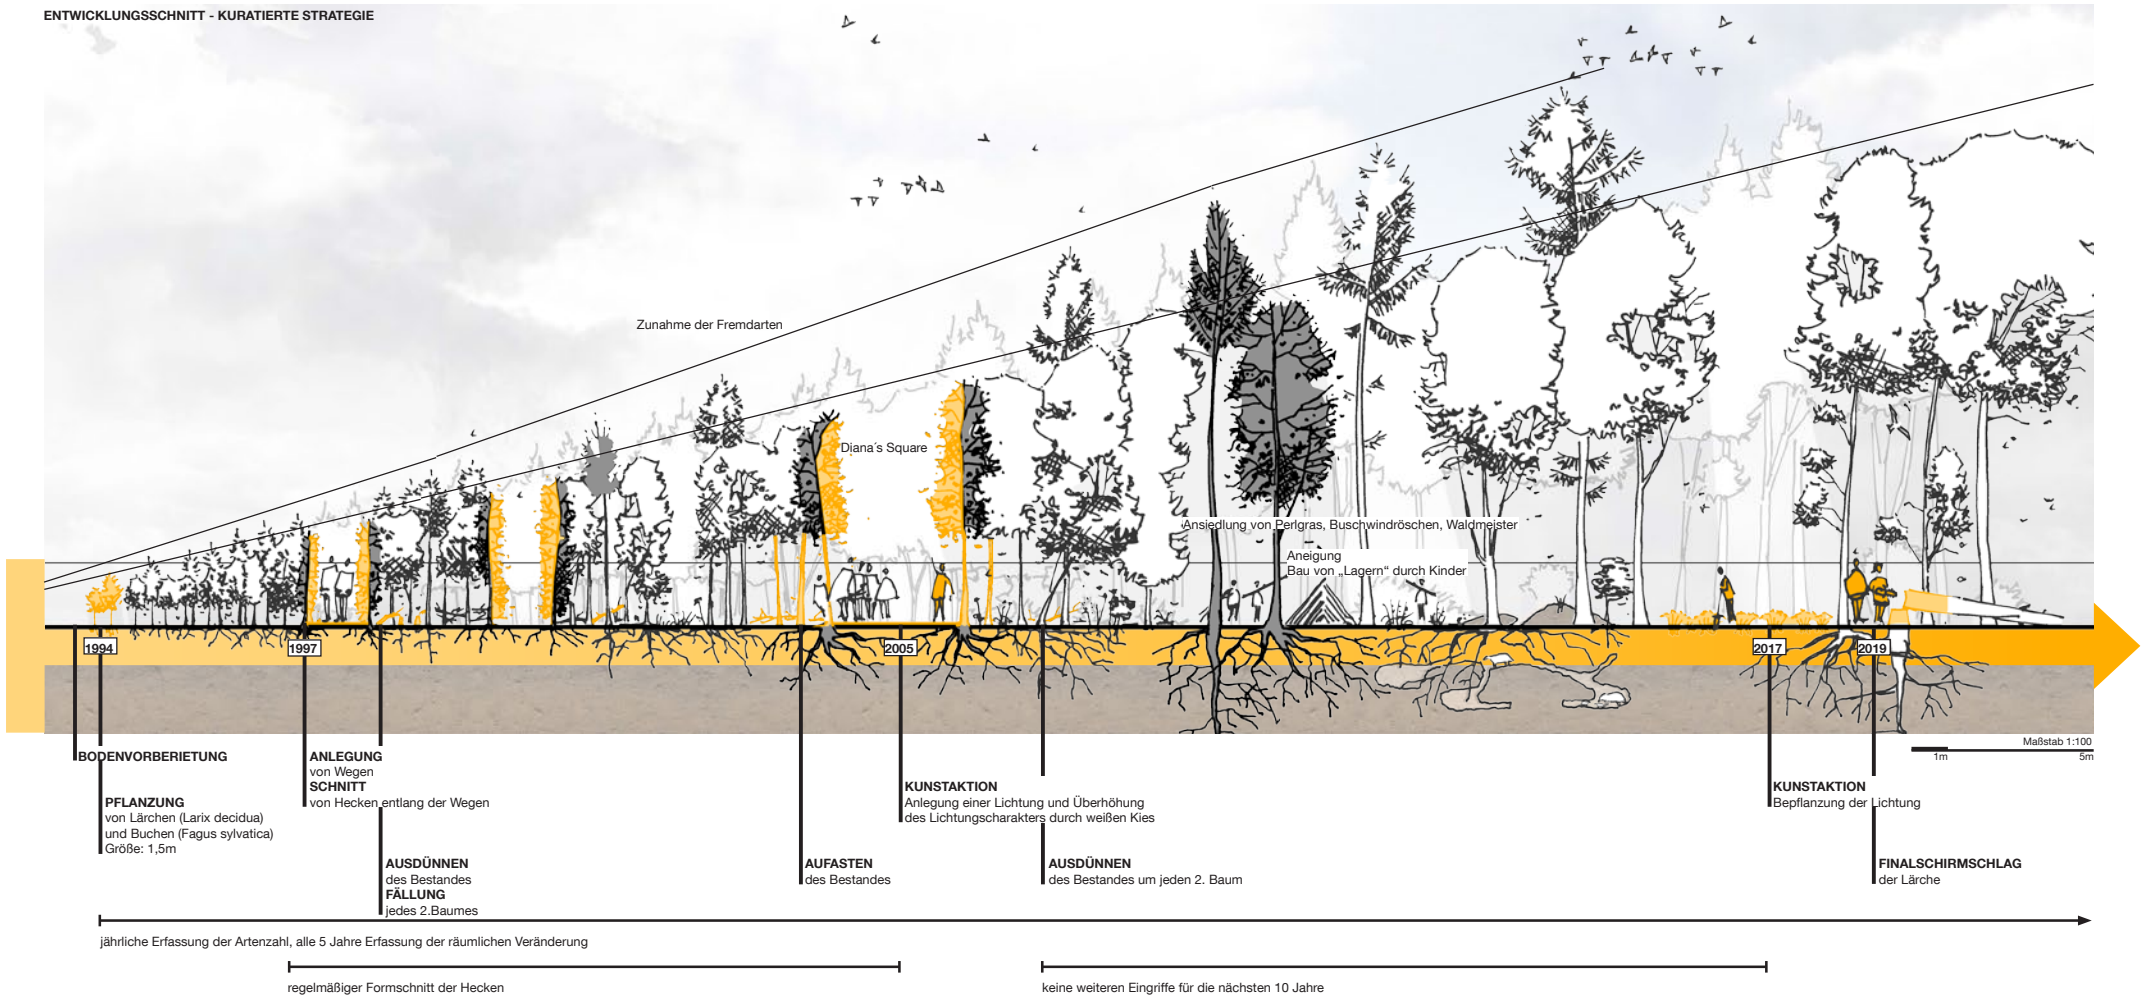 ENTWICKLUNGSSCHNITT - KURATIERTE STRATEGIE
Zunahme der Fremdarten
Diana´s Square
Ansiedlung von Perlgras, Buschwindröschen, Waldmeister
Aneigung
Bau von „Lagern“ durch Kinder
1994
1997
2005
2017
2019
Maßstab 1:100
1m
5m
BODENVORBERIETUNG
PFLANZUNG
von Lärchen (Larix decidua)
und Buchen (Fagus sylvatica)
Größe: 1,5m
ANLEGUNG
von Wegen
SCHNITT
von Hecken entlang der Wegen
AUSDÜNNEN
des Bestandes
FÄLLUNG
jedes 2.Baumes
AUFASTEN
des Bestandes
KUNSTAKTION
Anlegung einer Lichtung und Überhöhung
des Lichtungscharakters durch weißen Kies
AUSDÜNNEN
des Bestandes um jeden 2. Baum
KUNSTAKTION
Bepflanzung der Lichtung
FINALSCHIRMSCHLAG
der Lärche
jährliche Erfassung der Artenzahl, alle 5 Jahre Erfassung der räumlichen Veränderung
regelmäßiger Formschnitt der Hecken
keine weiteren Eingriffe für die nächsten 10 Jahre